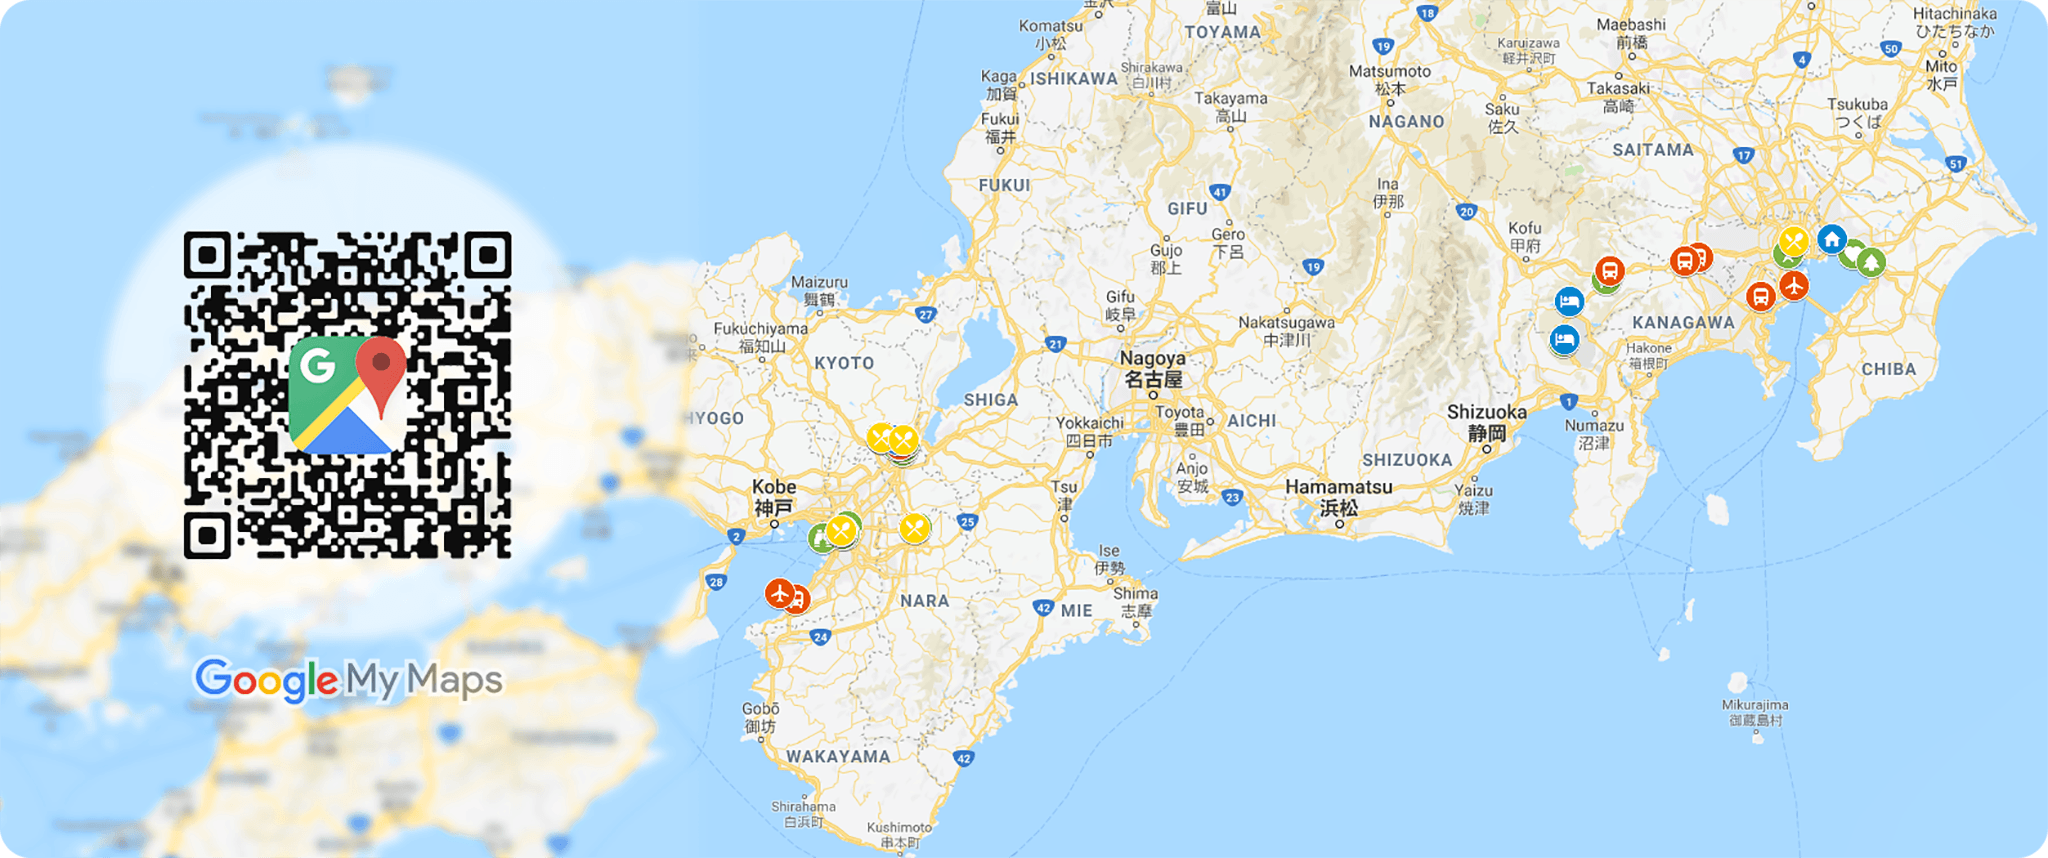 金沢
Komatsu
小松
富山
TOYAMA
Kaga
加賀
ISHIKAWA
Shirakawa
白川村
Takayama
高山
Fukui
福井
FUKUI
18
19
Matsumoto
松本
NAGANO
Karuizawa
軽井沢町
Maebashi
前橋
Takasaki
高崎
Saku
佐久
4
50
Hitachinaka
ひたちなか
Mito
水戸
Tsukuba
つくば
SAITAMA
17
51
41
GIFU
Gero
下呂
Gujo
郡上
Ina
伊那
20
Kofu
甲府
19
Maizuru
舞鶴
27
Fukuchiyama
福知山
KYOTO
21
Gifu
岐阜
Nakatsugawa
中津川
KANAGAWA
Hakone
箱根町
CHIBA
Nagoya
名古屋
SHIGA
HYOGO
Yokkaichi
四日市
Toyota
豊田
AICHI
Shizuoka
静岡
1
Numazu
沼津
SHIZUOKA
Anjo
安城
23
Hamamatsu
浜松
Yaizu
焼津
Kobe
神戸
Tsu
津
25
2
28
Ise
伊勢
Shima
志摩
NARA
42
MIE
24
G
Google My Maps
Gobō
御坊
WAKAYAMA
42
Shirahama
白浜町
Kushimoto
串本町
Mikurajima
御蔵島村